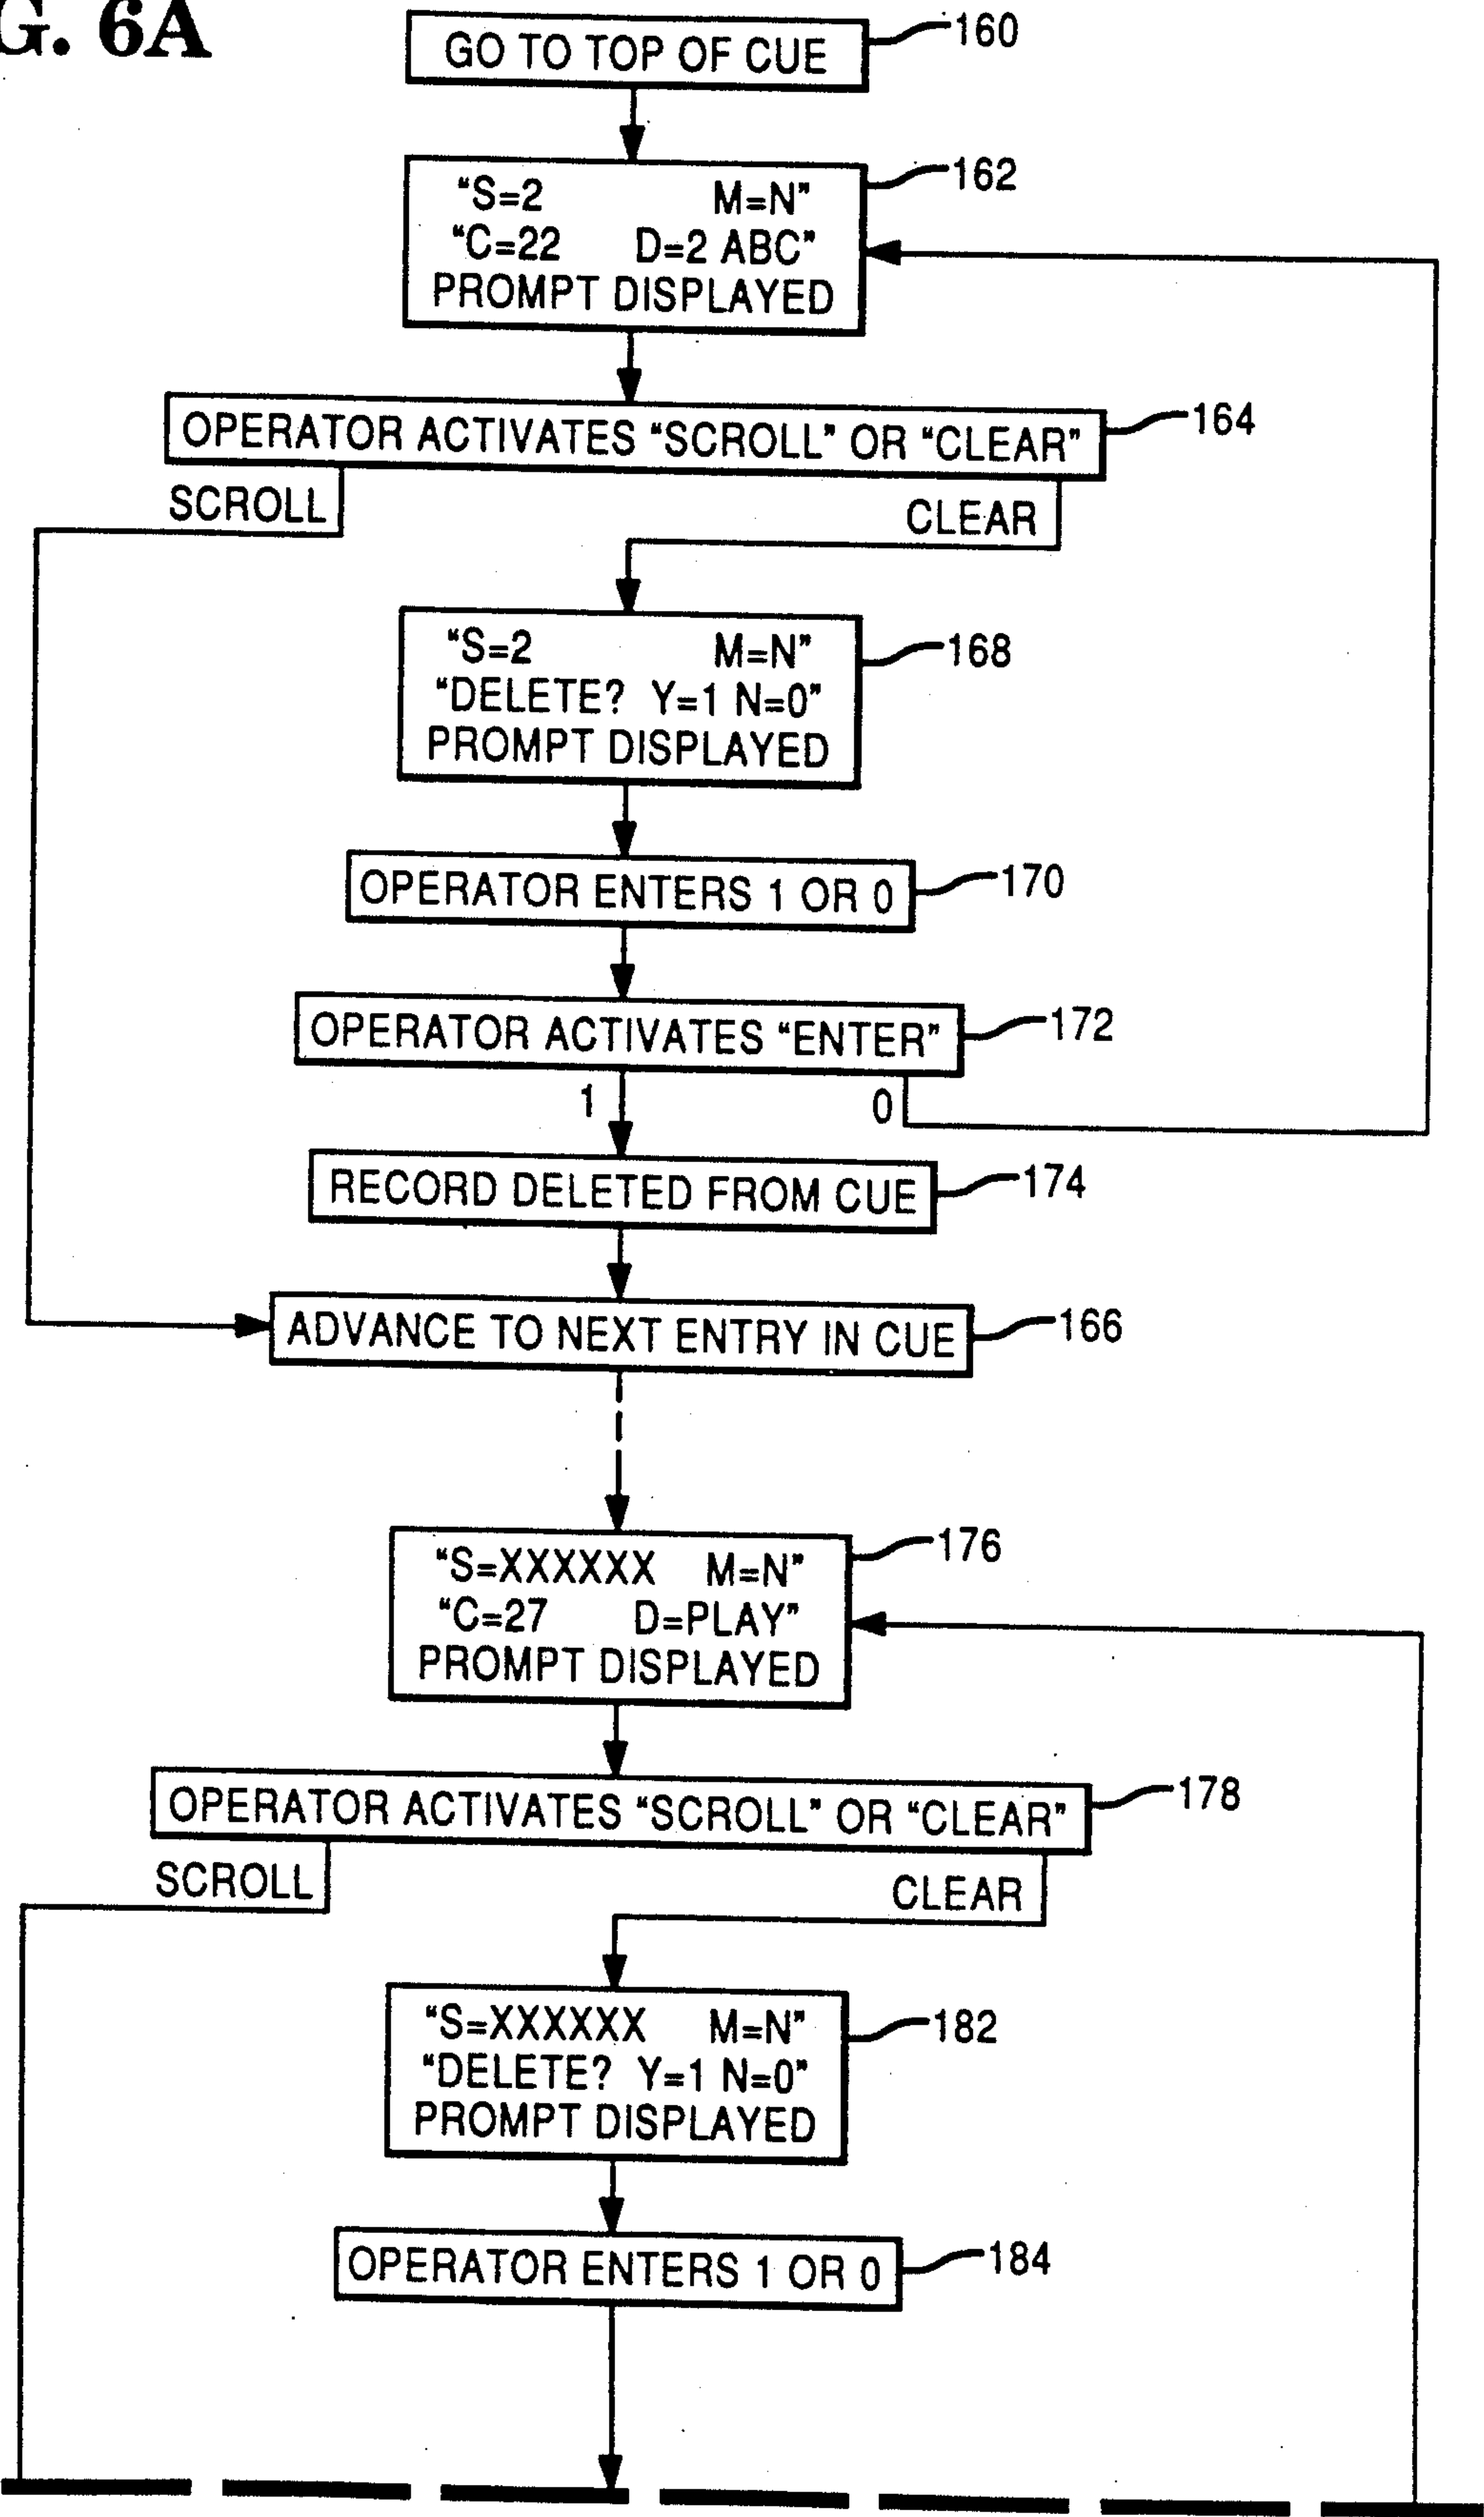 G. 6A
GO TO TOP OF CUE
160
“S=2 M=N”
“C=22 D=2 ABC”
PROMPT DISPLAYED
162
OPERATOR ACTIVATES “SCROLL” OR “CLEAR”
164
SCROLL
CLEAR
“S=2 M=N”
“DELETE? Y=1 N=0”
PROMPT DISPLAYED
168
OPERATOR ENTERS 1 OR 0
170
OPERATOR ACTIVATES “ENTER”
172
1
0
RECORD DELETED FROM CUE
174
ADVANCE TO NEXT ENTRY IN CUE
166
“S=XXXXXX M=N”
“C=27 D=PLAY”
PROMPT DISPLAYED
176
OPERATOR ACTIVATES “SCROLL” OR “CLEAR”
178
SCROLL
CLEAR
“S=XXXXXX M=N”
“DELETE? Y=1 N=0”
PROMPT DISPLAYED
182
OPERATOR ENTERS 1 OR 0
184